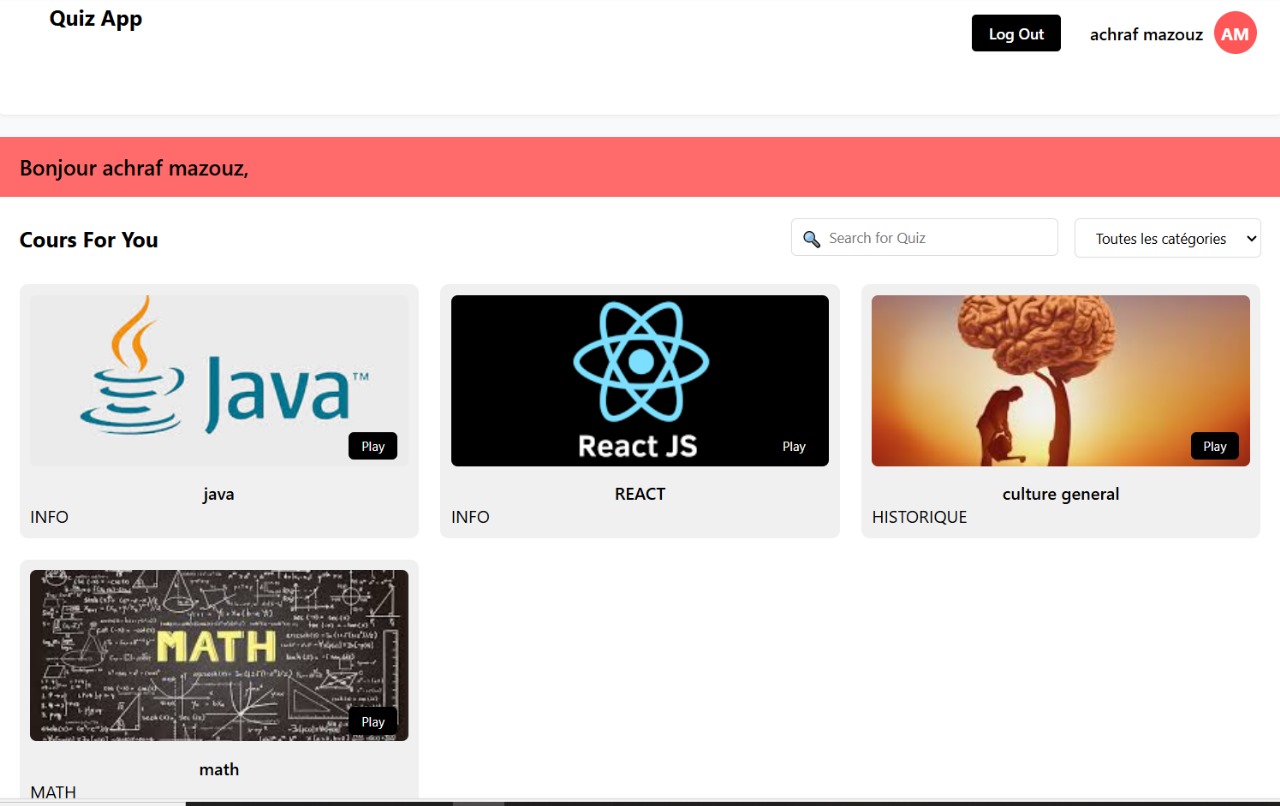 Quiz App
Log Out
achraf mazouz
AM
Bonjour achraf mazouz,
Cours For You
Search for Quiz
Toutes les catégories
Java™
Play
java
INFO
React JS
Play
REACT
INFO
Play
culture general
HISTORIQUE
MATH
Play
math
MATH